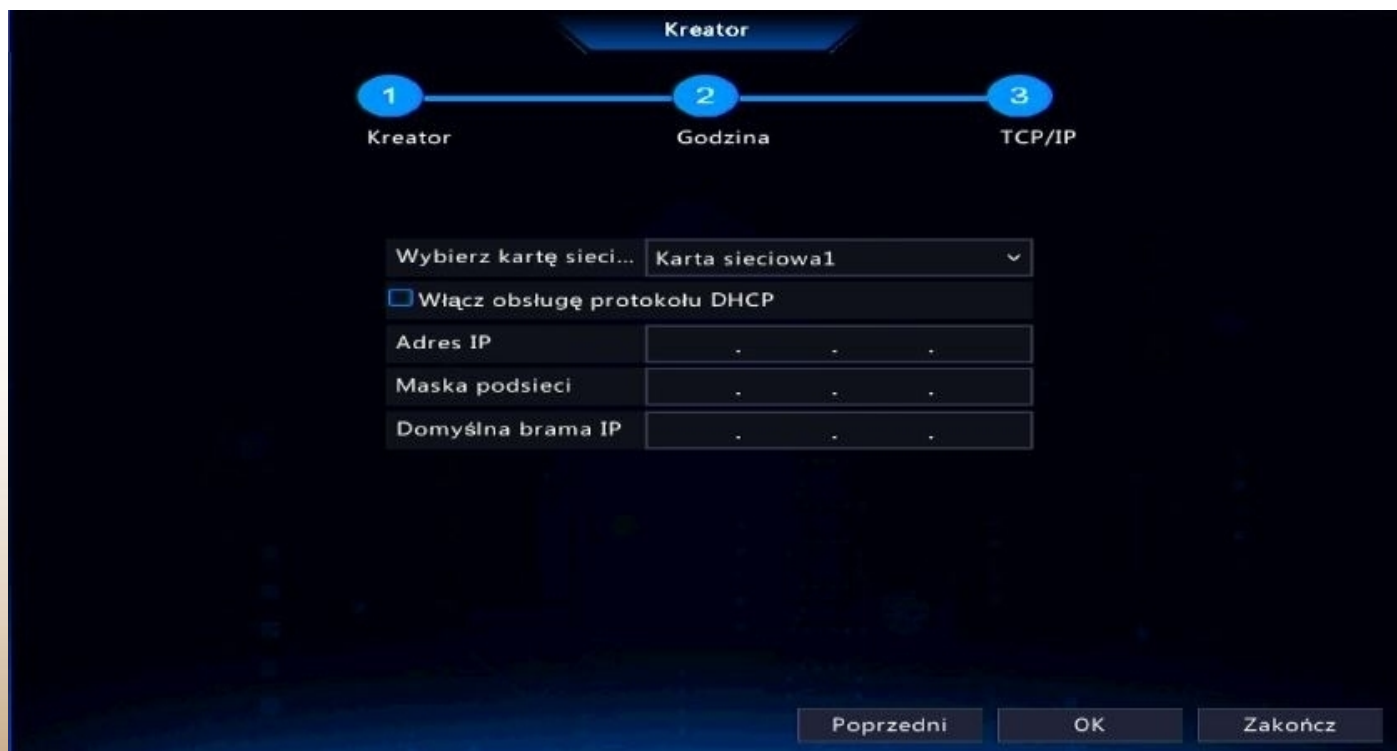 Kreator
1 2 3
Kreator Godzina TCP/IP
Wybierz kartę sieci... Karta sieciowa1
Włącz obsługę protokołu DHCP
Adres IP . . .
Maska podsieci . . .
Domyślna brama IP . . .
Poprzedni OK Zakończ